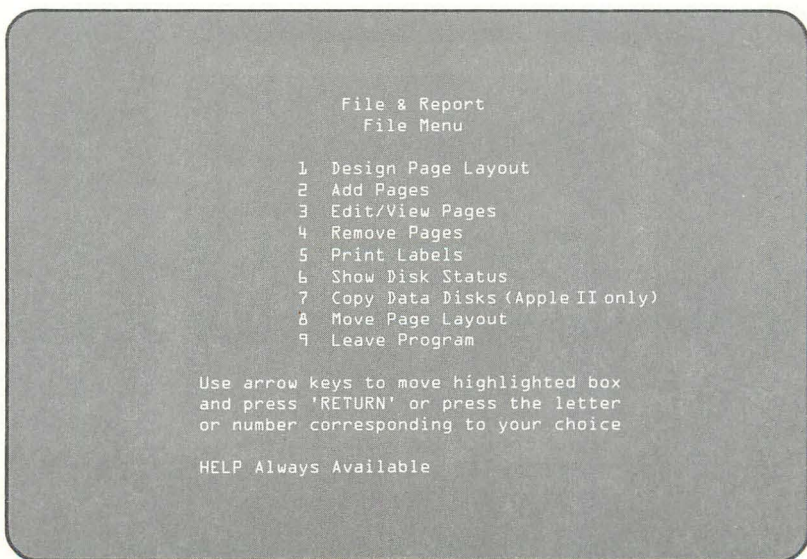 File & Report
File Menu
1 Design Page Layout
2 Add Pages
3 Edit/View Pages
4 Remove Pages
5 Print Labels
6 Show Disk Status
7 Copy Data Disks (Apple II only)
8 Move Page Layout
9 Leave Program
Use arrow keys to move highlighted box
and press 'RETURN' or press the letter
or number corresponding to your choice
HELP Always Available